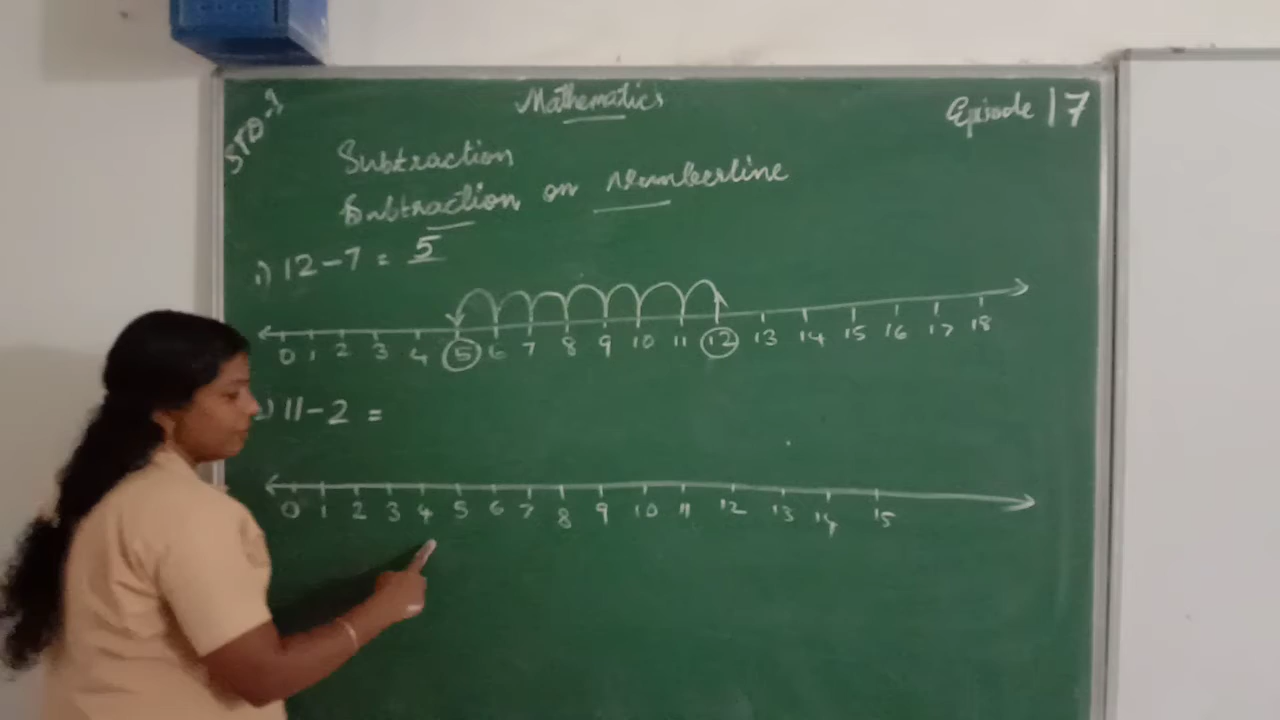 STD-1
Mathematics
Episode 17
Subtraction
Subtraction on Numberline
1) 12-7 = 5
0 1 2 3 4 5 6 7 8 9 10 11 12 13 14 15 16 17 18
) 11-2 =
0 1 2 3 4 5 6 7 8 9 10 11 12 13 14 15